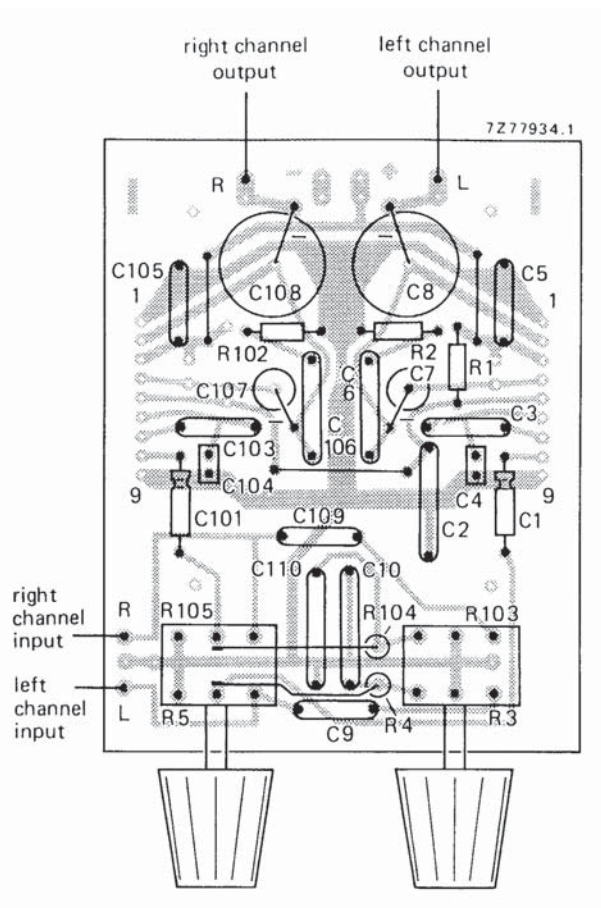 right channel
output
left channel
output
7Z77934.1
R
L
C105
1
C108
C8
C5
1
R102
R2
R1
C107
C
6
C7
C
106
C103
C3
C104
C4
9
9
C101
C109
C2
C1
C110
C10
right
channel
input
R
R105
R104
R103
left
channel
input
L
R5
C9
R4
R3